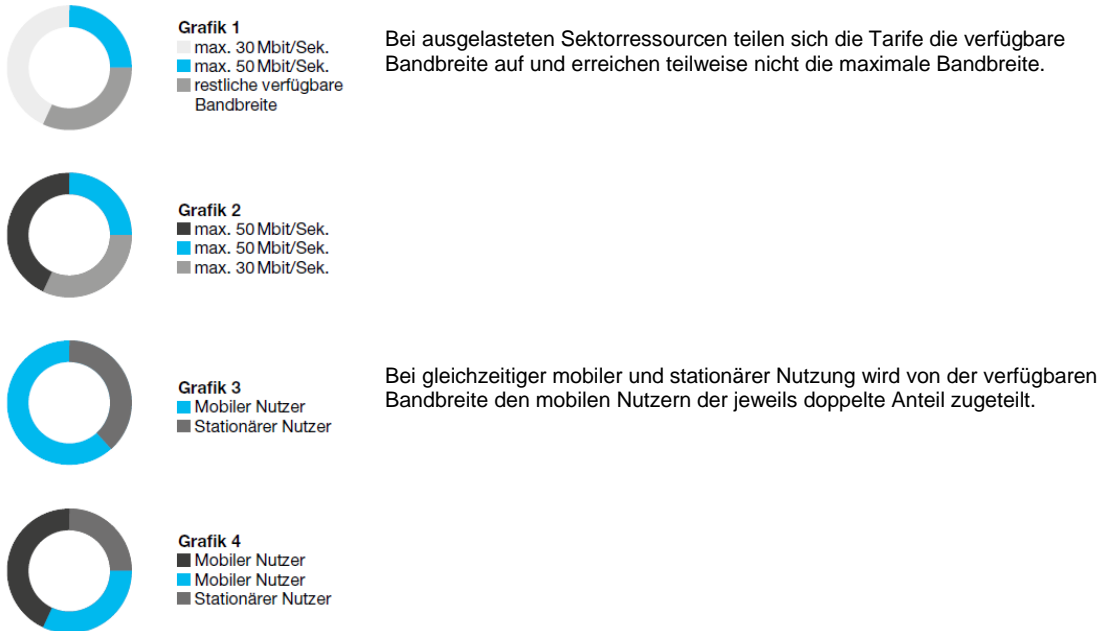 Grafik 1
max. 30 Mbit/Sek.
max. 50 Mbit/Sek.
restliche verfügbare
Bandbreite
Bei ausgelasteten Sektorressourcen teilen sich die Tarife die verfügbare
Bandbreite auf und erreichen teilweise nicht die maximale Bandbreite.
Grafik 2
max. 50 Mbit/Sek.
max. 50 Mbit/Sek.
max. 30 Mbit/Sek.
Grafik 3
Mobiler Nutzer
Stationärer Nutzer
Bei gleichzeitiger mobiler und stationärer Nutzung wird von der verfügbaren
Bandbreite den mobilen Nutzern der jeweils doppelte Anteil zugeteilt.
Grafik 4
Mobiler Nutzer
Mobiler Nutzer
Stationärer Nutzer